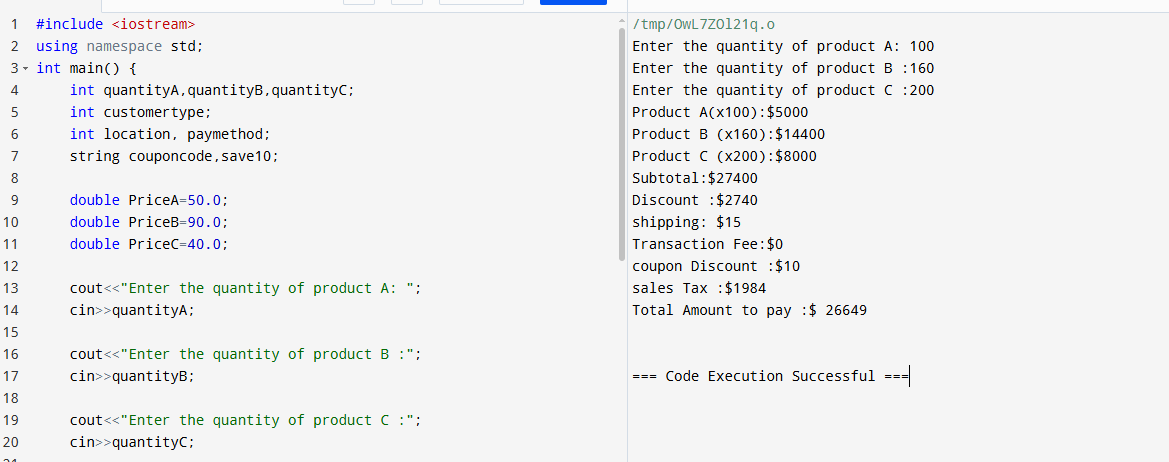 1 #include <iostream>
2 using namespace std;
3 int main() {
4 int quantityA,quantityB,quantityC;
5 int customertype;
6 int location, paymethod;
7 string couponcode,save10;
8
9 double PriceA=50.0;
10 double PriceB=90.0;
11 double PriceC=40.0;
12
13 cout<<"Enter the quantity of product A: ";
14 cin>>quantityA;
15
16 cout<<"Enter the quantity of product B :";
17 cin>>quantityB;
18
19 cout<<"Enter the quantity of product C :";
20 cin>>quantityC;
/tmp/OwL7ZOl21q.o
Enter the quantity of product A: 100
Enter the quantity of product B :160
Enter the quantity of product C :200
Product A(x100):$5000
Product B (x160):$14400
Product C (x200):$8000
Subtotal:$27400
Discount :$2740
shipping: $15
Transaction Fee:$0
coupon Discount :$10
sales Tax :$1984
Total Amount to pay :$ 26649
=== Code Execution Successful ===